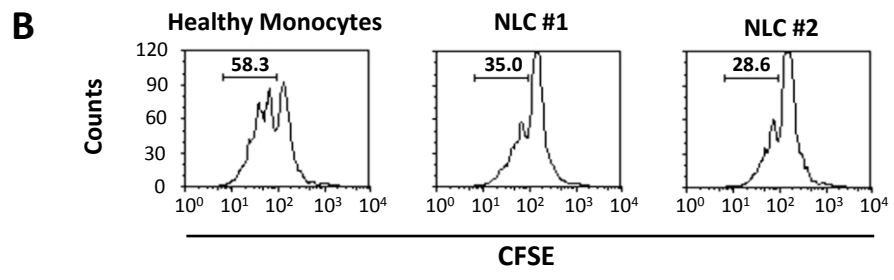 B
Healthy Monocytes
NLC #1
NLC #2
Counts
120
90
60
30
0
58.3
35.0
28.6
10⁰ 10¹ 10² 10³ 10⁴
10⁰ 10¹ 10² 10³ 10⁴
10⁰ 10¹ 10² 10³ 10⁴
CFSE